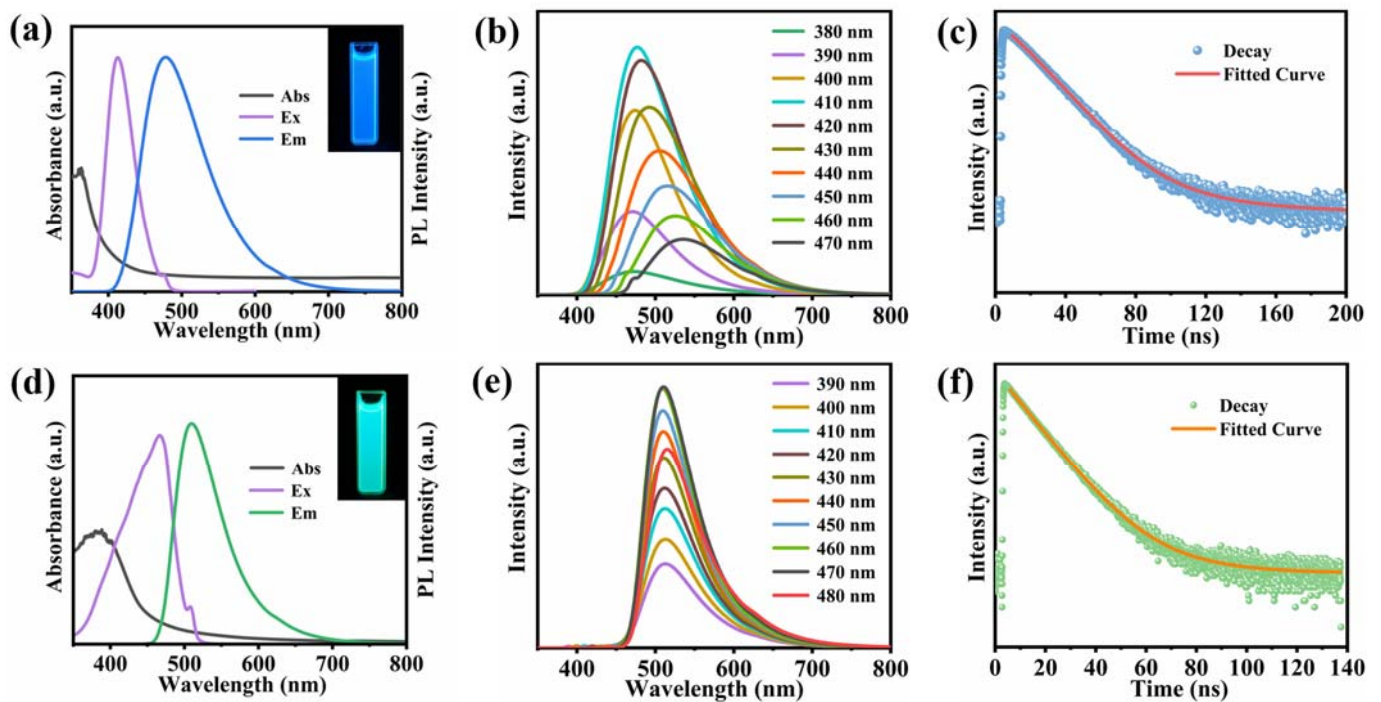 (a)
Absorbance (a.u.)
PL Intensity (a.u.)
Abs
Ex
Em
400 500 600 700 800
Wavelength (nm)
(b)
Intensity (a.u.)
380 nm
390 nm
400 nm
410 nm
420 nm
430 nm
440 nm
450 nm
460 nm
470 nm
400 500 600 700 800
Wavelength (nm)
(c)
Intensity (a.u.)
Decay
Fitted Curve
0 40 80 120 160 200
Time (ns)
(d)
Absorbance (a.u.)
PL Intensity (a.u.)
Abs
Ex
Em
400 500 600 700 800
Wavelength (nm)
(e)
Intensity (a.u.)
390 nm
400 nm
410 nm
420 nm
430 nm
440 nm
450 nm
460 nm
470 nm
480 nm
400 500 600 700 800
Wavelength (nm)
(f)
Intensity (a.u.)
Decay
Fitted Curve
0 20 40 60 80 100 120 140
Time (ns)